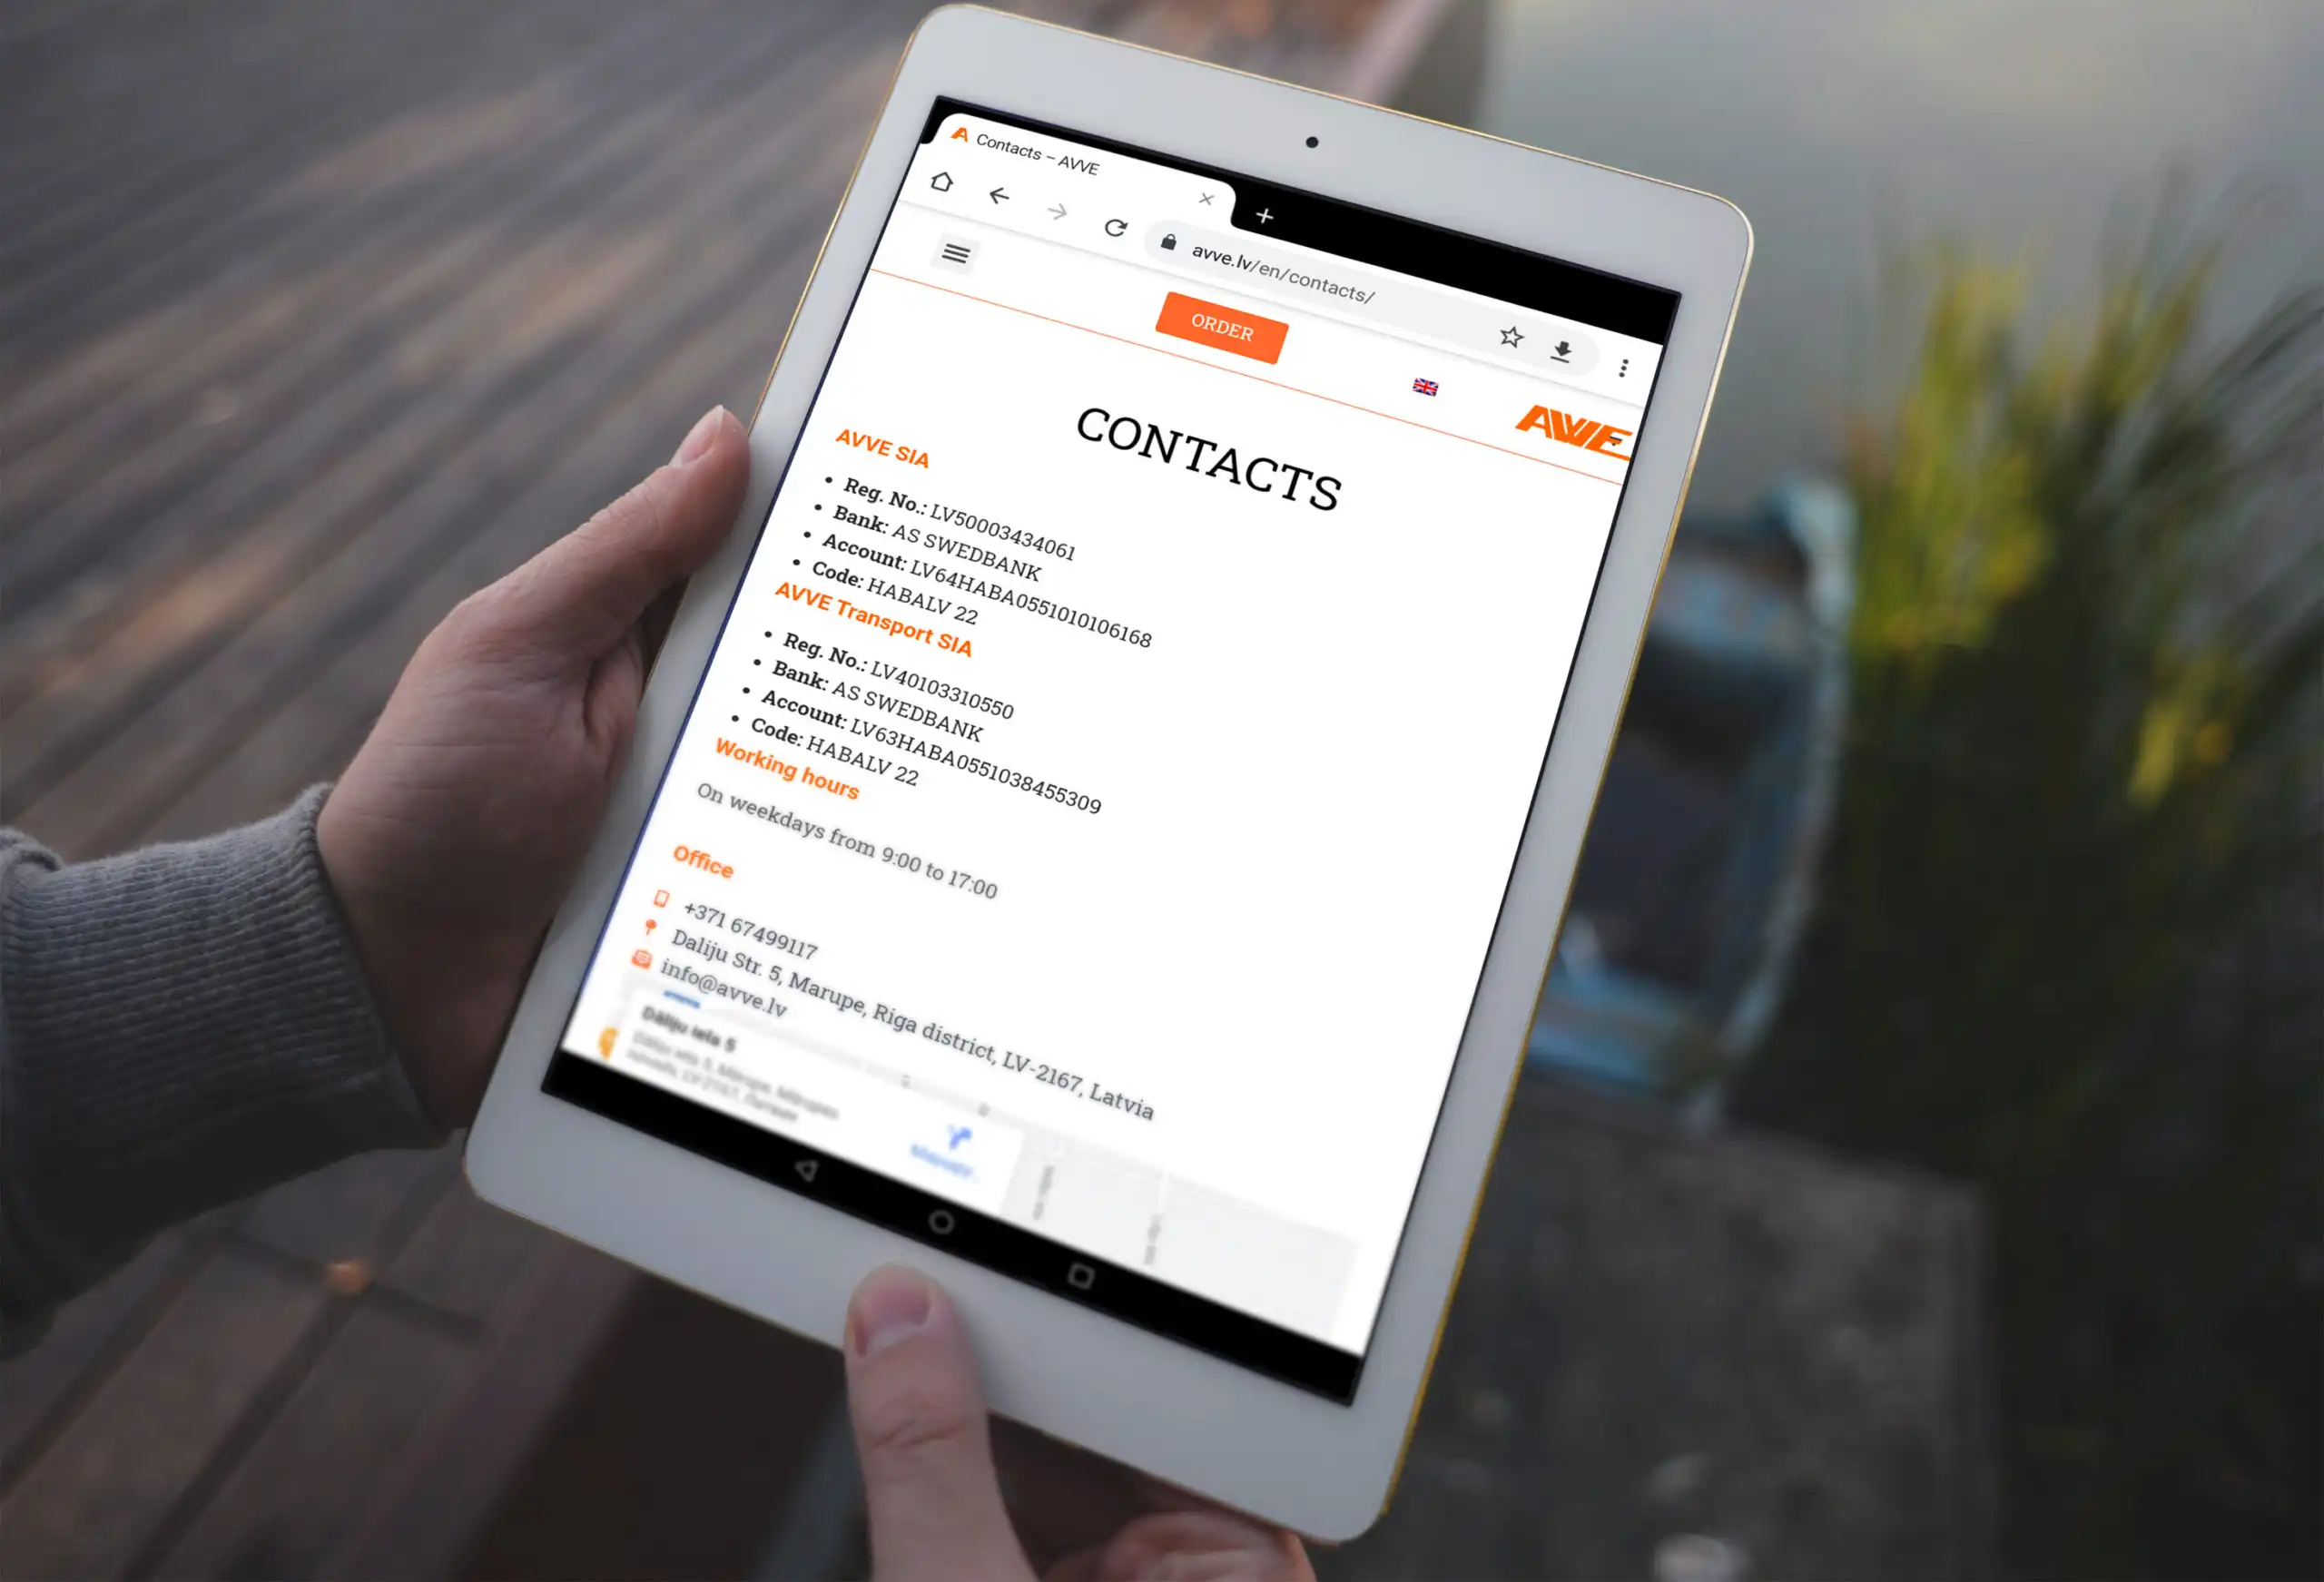 Contacts – AVVE
avve.lv/en/contacts/
ORDER
AVVE
CONTACTS
AVVE SIA
• Reg. No.: LV50003434061
• Bank: AS SWEDBANK
• Account: LV64HABA0551010106168
• Code: HABALV 22
AVVE Transport SIA
• Reg. No.: LV40103310550
• Bank: AS SWEDBANK
• Account: LV63HABA0551038455309
• Code: HABALV 22
Working hours
On weekdays from 9:00 to 17:00
Office
+371 67499117
Daliju Str. 5, Marupe, Riga district, LV-2167, Latvia
info@avve.lv
Dāliju iela 5